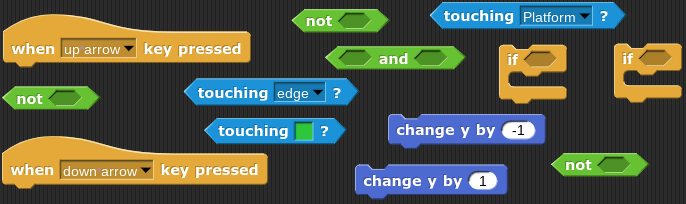 not
touching Platform ?
when up arrow key pressed
and
if
if
not
touching edge ?
touching ?
change y by -1
when down arrow key pressed
not
change y by 1